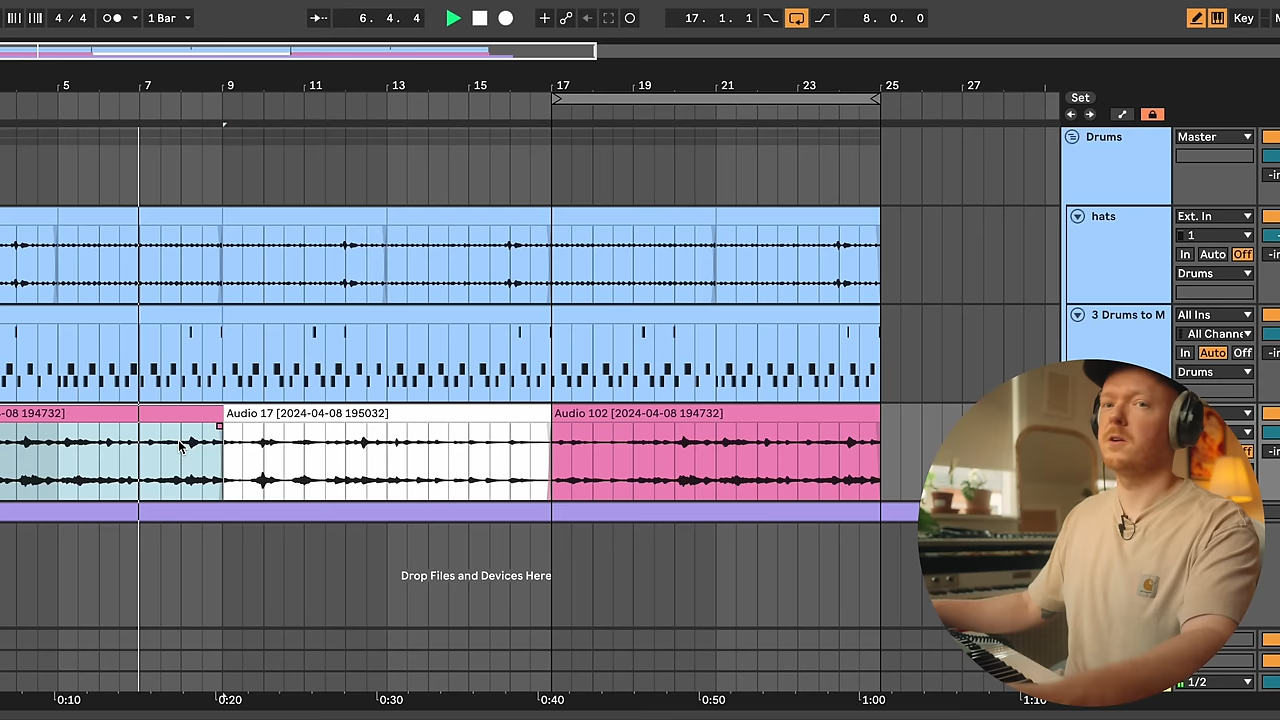 4 / 4 1 Bar 6. 4. 4 17. 1. 1 8. 0. 0 Key
5 7 9 11 13 15 17 19 21 23 25 27
Set
Drums Master
hats Ext. In
1
In Auto Off
Drums
3 Drums to M All Ins
All Channe
In Auto Off
Drums
-08 194732] Audio 17 [2024-04-08 195032] Audio 102 [2024-04-08 194732]
Drop Files and Devices Here
1/2
0:10 0:20 0:30 0:40 0:50 1:00 1:10